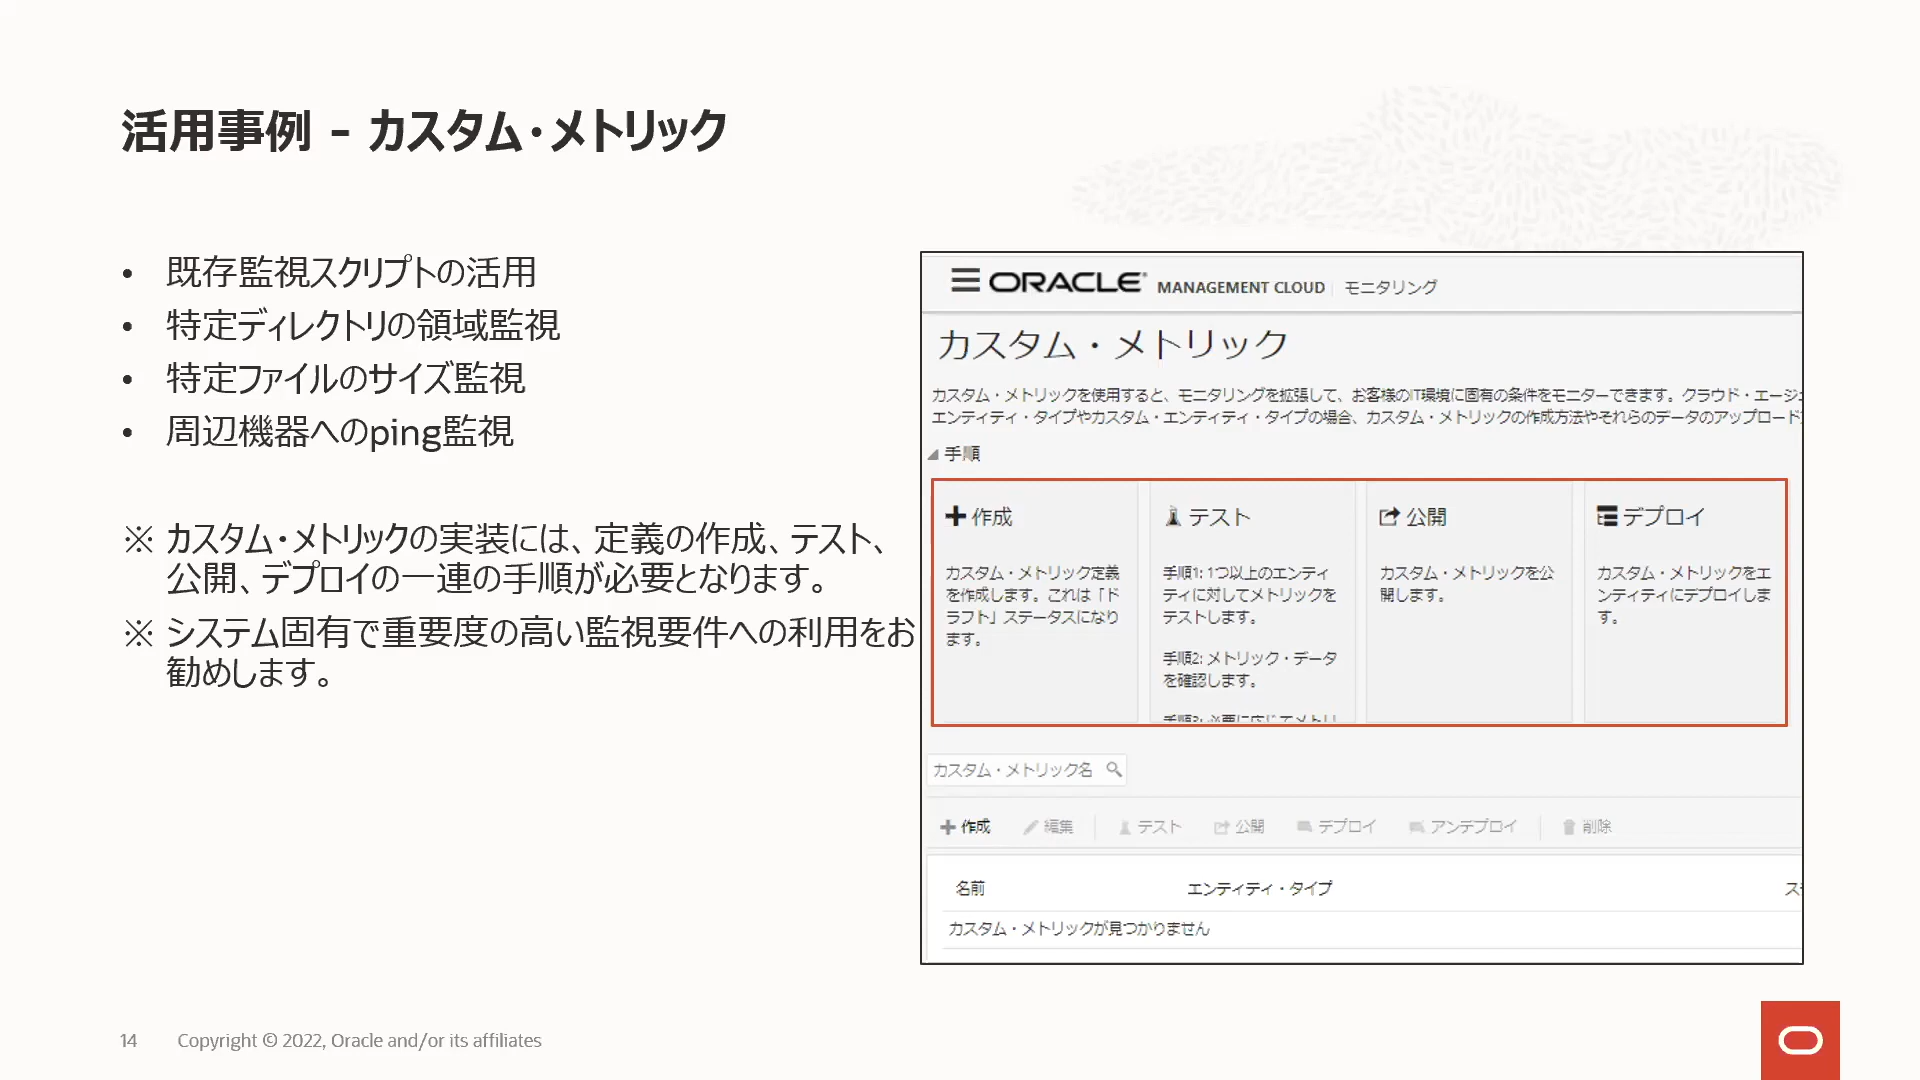 活用事例 - カスタム・メトリック
• 既存監視スクリプトの活用
• 特定ディレクトリの領域監視
• 特定ファイルのサイズ監視
• 周辺機器へのping監視
※ カスタム・メトリックの実装には、定義の作成、テスト、
公開、デプロイの一連の手順が必要となります。
※ システム固有で重要度の高い監視要件への利用をお
勧めします。
ORACLE MANAGEMENT CLOUD モニタリング
カスタム・メトリック
カスタム・メトリックを使用すると、モニタリングを拡張して、お客様のIT環境に固有の条件をモニターできます。クラウド・エージ
エンティティ・タイプやカスタム・エンティティ・タイプの場合、カスタム・メトリックの作成方法やそれらのデータのアップロード
手順
作成
カスタム・メトリック定義
を作成します。これは「ド
ラフト」ステータスになり
ます。
テスト
手順1: 1つ以上のエンティ
ティに対してメトリックを
テストします。
手順2: メトリック・データ
を確認します。
手順3: 必要に応じてメトリ
公開
カスタム・メトリックを公
開します。
デプロイ
カスタム・メトリックをエ
ンティティにデプロイしま
す。
カスタム・メトリック名
作成 編集 テスト 公開 デプロイ アンデプロイ 削除
名前 エンティティ・タイプ ス
カスタム・メトリックが見つかりません
14 Copyright © 2022, Oracle and/or its affiliates